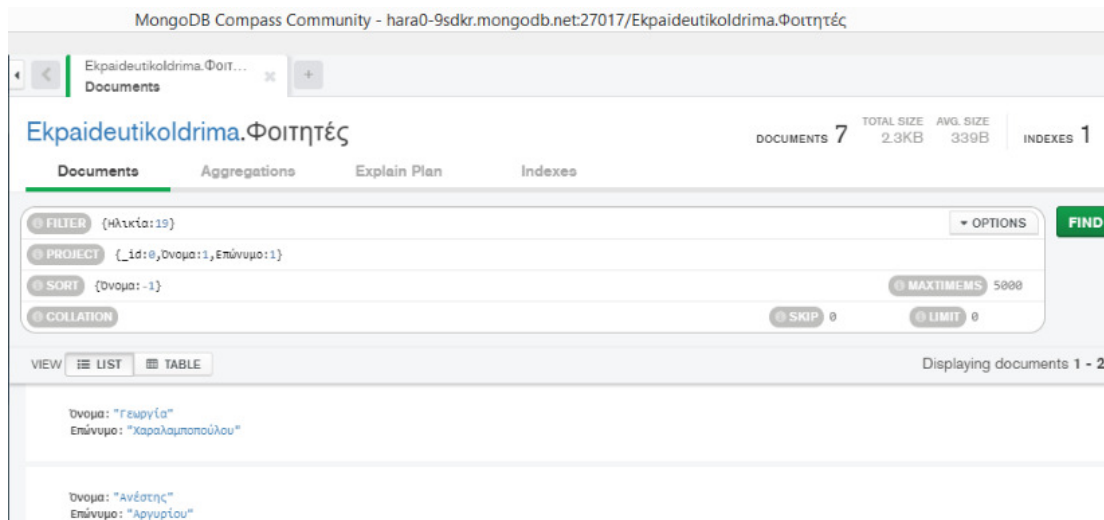 MongoDB Compass Community - hara0-9sdkr.mongodb.net:27017/EkpaideutikoIdrima.Φοιτητές
EkpaideutikoIdrima.Φοιτ...
Documents
EkpaideutikoIdrima.Φοιτητές
DOCUMENTS 7 TOTAL SIZE 2.3KB AVG. SIZE 339B INDEXES 1
Documents Aggregations Explain Plan Indexes
FILTER {Ηλικία:19} OPTIONS FIND
PROJECT {_id:0,Όνομα:1,Επώνυμο:1}
SORT {Όνομα:-1} MAXTIMEMS 5000
COLLATION SKIP 0 LIMIT 0
VIEW LIST TABLE Displaying documents 1 - 2
Όνομα: "Γεωργία"
Επώνυμο: "Χαραλαμποπούλου"
Όνομα: "Ανέστης"
Επώνυμο: "Αργυρίου"